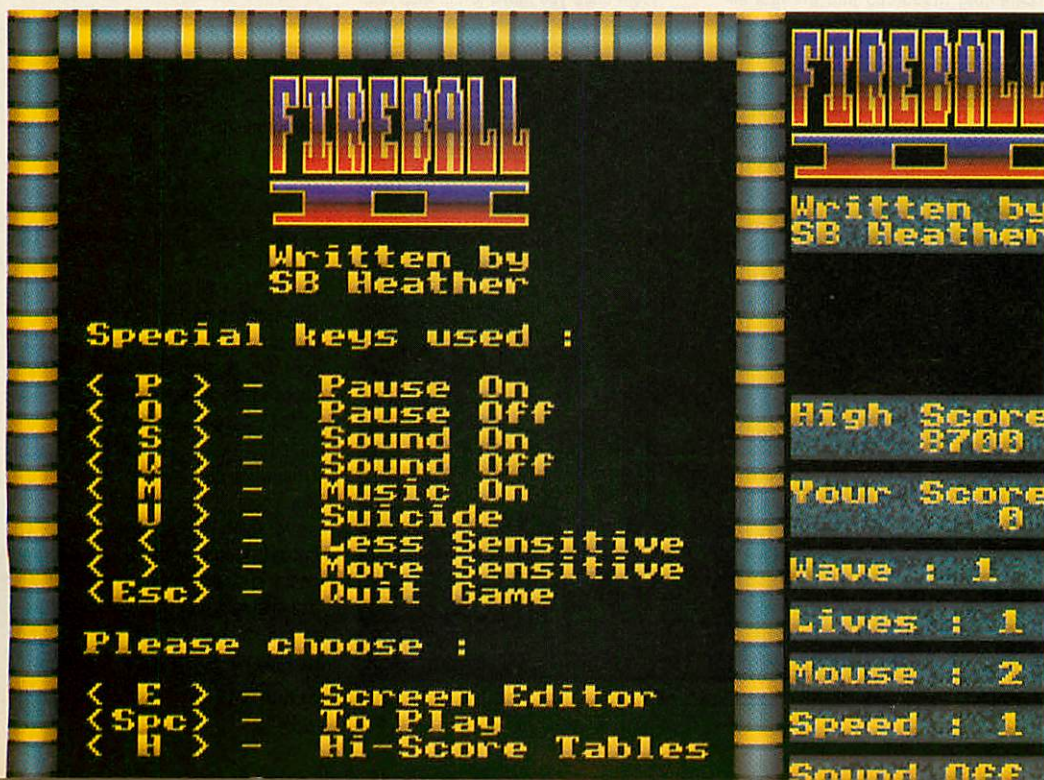 FIREBALL
II
Written by
SB Heather
Special keys used :
< P > - Pause On
< O > - Pause Off
< S > - Sound On
< Q > - Sound Off
< M > - Music On
< U > - Suicide
< < > - Less Sensitive
< > > - More Sensitive
<Esc> - Quit Game
Please choose :
< E > - Screen Editor
<Spc> - To Play
< H > - Hi-Score Tables
FIREBALL
II
Written by
SB Heather
High Score
8700
Your Score
0
Wave : 1
Lives : 1
Mouse : 2
Speed : 1
Sound Off